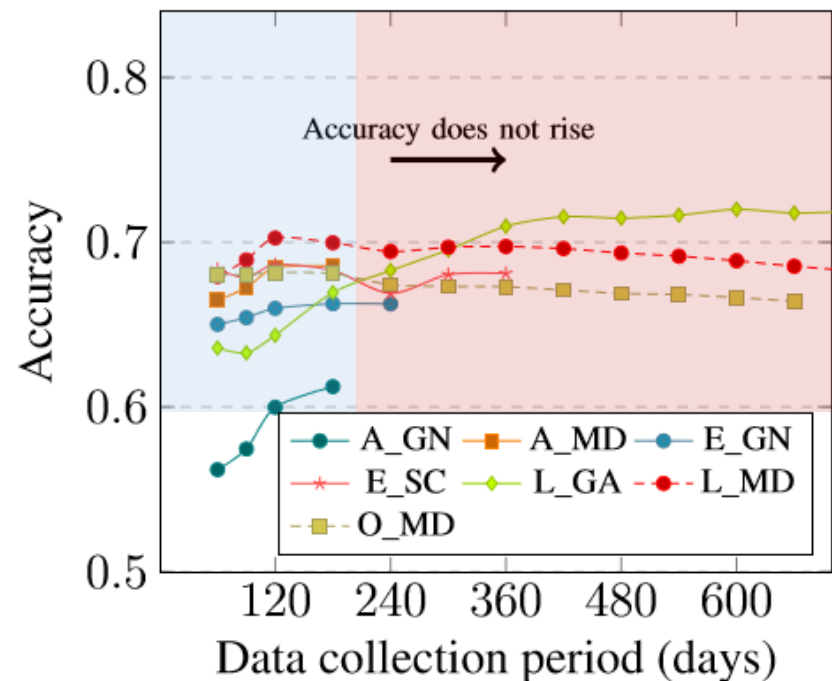 0.8
Accuracy does not rise
0.7
Accuracy
0.6
A_GN A_MD E_GN
E_SC L_GA L_MD
O_MD
0.5
120 240 360 480 600
Data collection period (days)